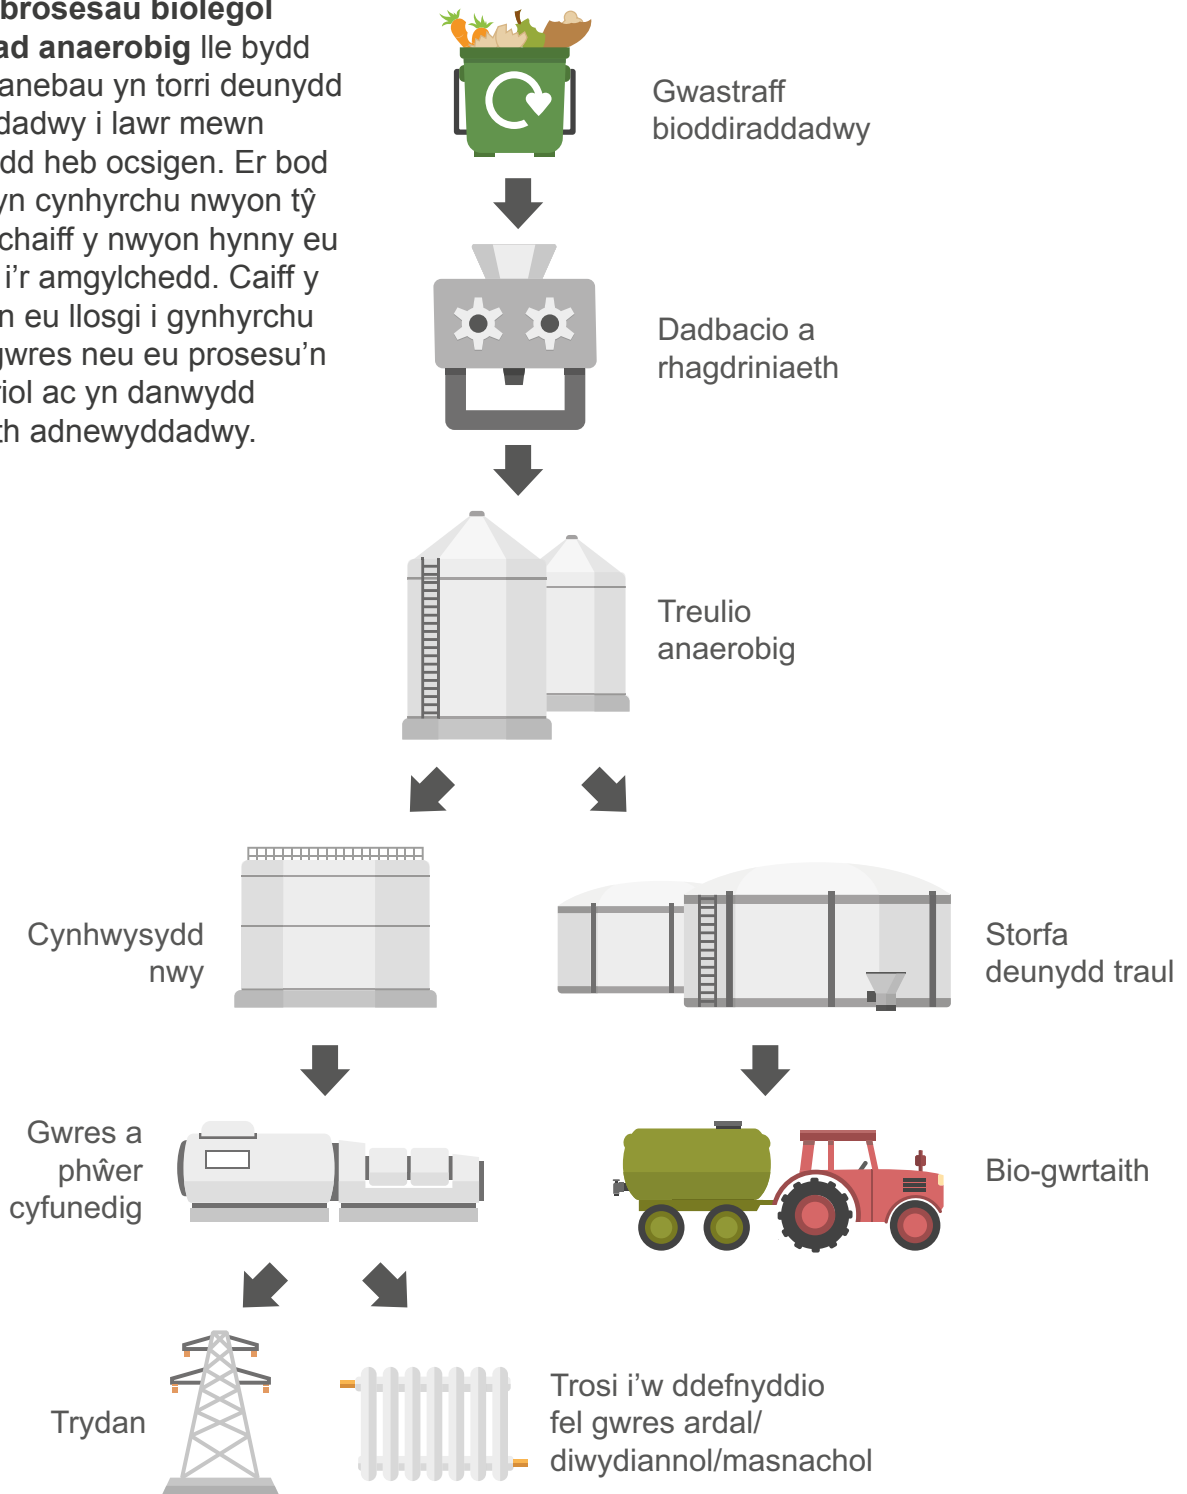 brosesau biolegol
ad anaerobig lle bydd
anebau yn torri deunydd
dadwy i lawr mewn
dd heb ocsigen. Er bod
yn cynhyrchu nwyon tŷ
chaiff y nwyon hynny eu
i'r amgylchedd. Caiff y
n eu llosgi i gynhyrchu
gwres neu eu prosesu'n
riol ac yn danwydd
th adnewyddadwy.
Gwastraff
bioddiraddadwy
Dadbacio a
rhagdriniaeth
Treulio
anaerobig
Cynhwysydd
nwy
Storfa
deunydd traul
Gwres a
phŵer
cyfunedig
Bio-gwrtaith
Trydan
Trosi i'w ddefnyddio
fel gwres ardal/
diwydiannol/masnachol